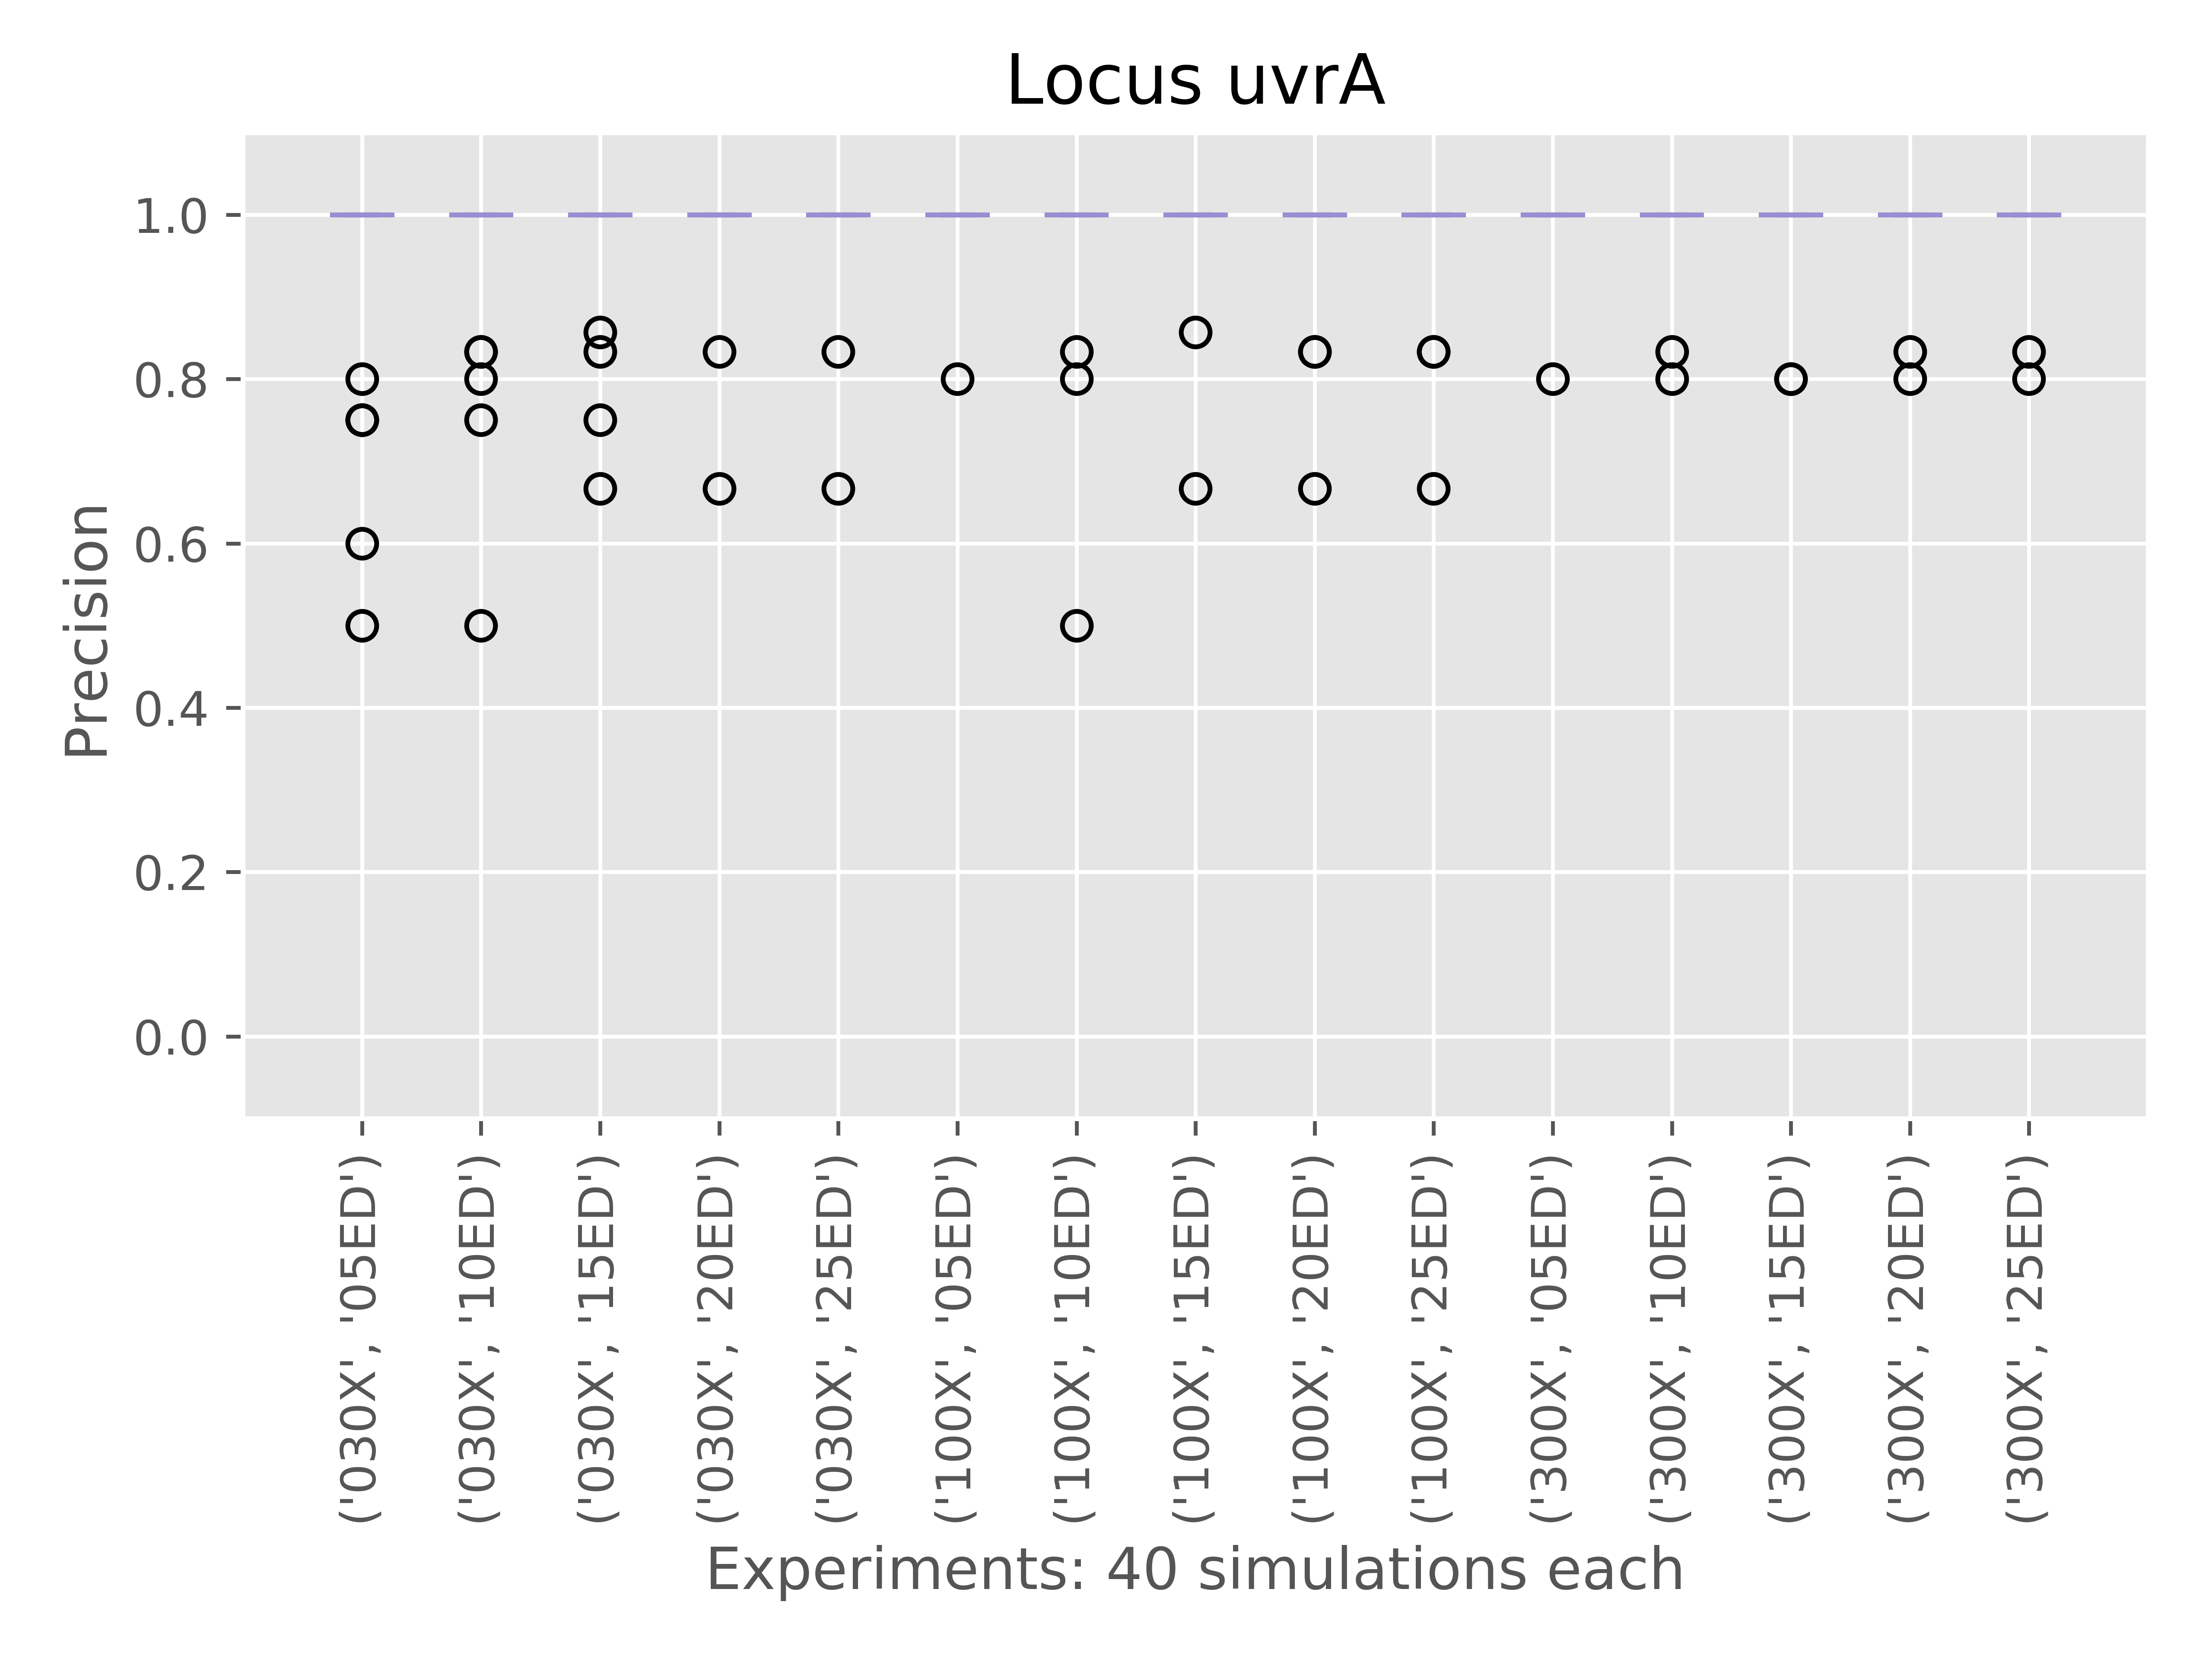 Locus uvrA
Precision
1.0
0.8
0.6
0.4
0.2
0.0
('030X', '05ED')
('030X', '10ED')
('030X', '15ED')
('030X', '20ED')
('030X', '25ED')
('100X', '05ED')
('100X', '10ED')
('100X', '15ED')
('100X', '20ED')
('100X', '25ED')
('300X', '05ED')
('300X', '10ED')
('300X', '15ED')
('300X', '20ED')
('300X', '25ED')
Experiments: 40 simulations each